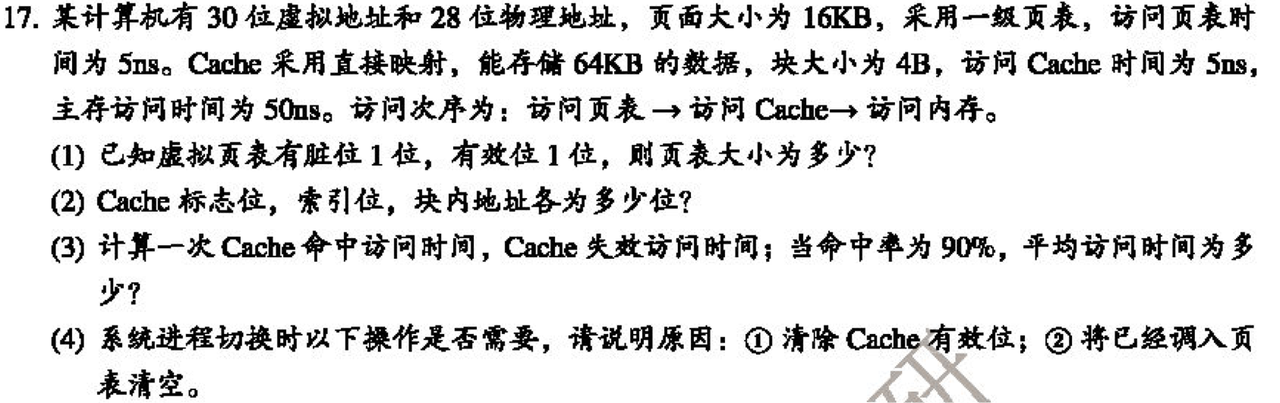 17. 某计算机有 30 位虚拟地址和 28 位物理地址，页面大小为 16KB，采用一级页表，访问页表时
间为 5ns。Cache 采用直接映射，能存储 64KB 的数据，块大小为 4B，访问 Cache 时间为 5ns，
主存访问时间为 50ns。访问次序为：访问页表 → 访问 Cache→ 访问内存。
(1) 已知虚拟页表有脏位 1 位，有效位 1 位，则页表大小为多少？
(2) Cache 标志位，索引位，块内地址各为多少位？
(3) 计算一次 Cache 命中访问时间，Cache 失效访问时间；当命中率为 90%，平均访问时间为多
少？
(4) 系统进程切换时以下操作是否需要，请说明原因：① 清除 Cache 有效位；② 将已经调入页
表清空。
研